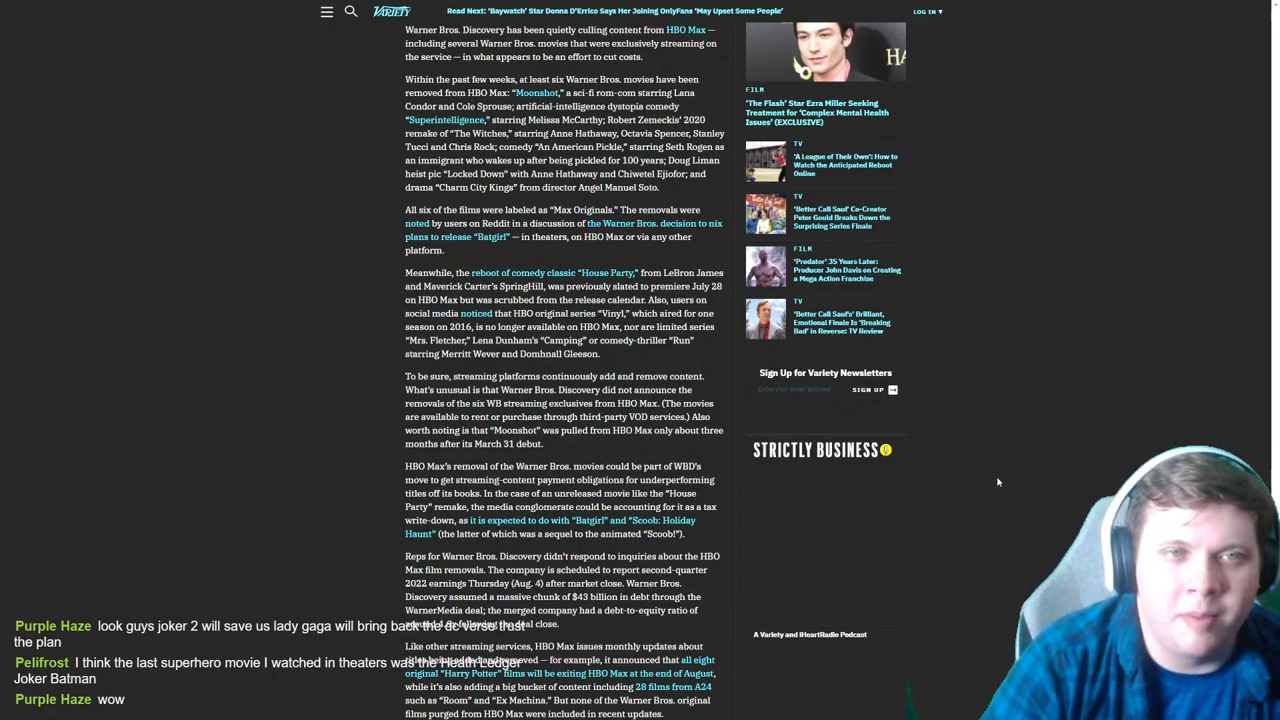 VARIETY
Read Next: 'Baywatch' Star Donna D'Errico Says Her Joining OnlyFans 'May Upset Some People'
LOG IN ▾
Warner Bros. Discovery has been quietly culling content from HBO Max —
including several Warner Bros. movies that were exclusively streaming on
the service — in what appears to be an effort to cut costs.
Within the past few weeks, at least six Warner Bros. movies have been
removed from HBO Max: "Moonshot," a sci-fi rom-com starring Lana
Condor and Cole Sprouse; artificial-intelligence dystopia comedy
"Superintelligence," starring Melissa McCarthy; Robert Zemeckis' 2020
remake of "The Witches," starring Anne Hathaway, Octavia Spencer, Stanley
Tucci and Chris Rock; comedy "An American Pickle," starring Seth Rogen as
an immigrant who wakes up after being pickled for 100 years; Doug Liman
heist pic "Locked Down" with Anne Hathaway and Chiwetel Ejiofor; and
drama "Charm City Kings" from director Angel Manuel Soto.
All six of the films were labeled as "Max Originals." The removals were
noted by users on Reddit in a discussion of the Warner Bros. decision to nix
plans to release "Batgirl" — in theaters, on HBO Max or via any other
platform.
Meanwhile, the reboot of comedy classic "House Party," from LeBron James
and Maverick Carter's SpringHill, was previously slated to premiere July 28
on HBO Max but was scrubbed from the release calendar. Also, users on
social media noticed that HBO original series "Vinyl," which aired for one
season on 2016, is no longer available on HBO Max, nor are limited series
"Mrs. Fletcher," Lena Dunham's "Camping" or comedy-thriller "Run"
starring Merritt Wever and Domhnall Gleeson.
To be sure, streaming platforms continuously add and remove content.
What's unusual is that Warner Bros. Discovery did not announce the
removals of the six WB streaming exclusives from HBO Max. (The movies
are available to rent or purchase through third-party VOD services.) Also
worth noting is that "Moonshot" was pulled from HBO Max only about three
months after its March 31 debut.
HBO Max's removal of the Warner Bros. movies could be part of WBD's
move to get streaming-content payment obligations for underperforming
titles off its books. In the case of an unreleased movie like the "House
Party" remake, the media conglomerate could be accounting for it as a tax
write-down, as it is expected to do with "Batgirl" and "Scoob: Holiday
Haunt" (the latter of which was a sequel to the animated "Scoob!").
Reps for Warner Bros. Discovery didn't respond to inquiries about the HBO
Max film removals. The company is scheduled to report second-quarter
2022 earnings Thursday (Aug. 4) after market close. Warner Bros.
Discovery assumed a massive chunk of $43 billion in debt through the
WarnerMedia deal; the merged company had a debt-to-equity ratio of
following the deal close.
Like other streaming services, HBO Max issues monthly updates about
titles being added and removed — for example, it announced that all eight
original "Harry Potter" films will be exiting HBO Max at the end of August,
while it's also adding a big bucket of content including 28 films from A24
such as "Room" and "Ex Machina." But none of the Warner Bros. original
films purged from HBO Max were included in recent updates.
HA
FILM
'The Flash' Star Ezra Miller Seeking
Treatment for 'Complex Mental Health
Issues' (EXCLUSIVE)
TV
'A League of Their Own': How to
Watch the Anticipated Reboot
Online
TV
'Better Call Saul' Co-Creator
Peter Gould Breaks Down the
Surprising Series Finale
FILM
'Predator' 35 Years Later:
Producer John Davis on Creating
a Mega Action Franchise
TV
'Better Call Saul's' Brilliant,
Emotional Finale Is 'Breaking
Bad' in Reverse: TV Review
Sign Up for Variety Newsletters
Enter your email address
SIGN UP
STRICTLY BUSINESS
A Variety and iHeartRadio Podcast
Purple Haze look guys joker 2 will save us lady gaga will bring back the dc verse trust
the plan
Pelifrost I think the last superhero movie I watched in theaters was the Heath Ledger
Joker Batman
Purple Haze wow